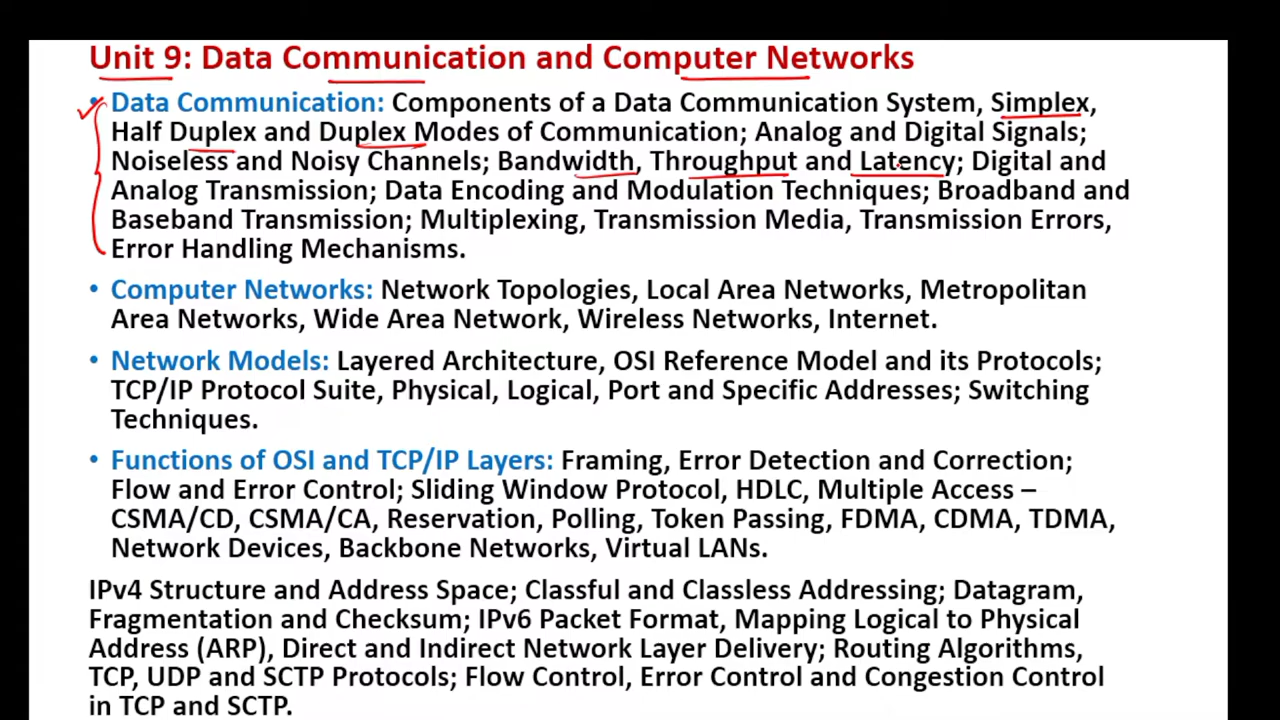 Unit 9: Data Communication and Computer Networks
• Data Communication: Components of a Data Communication System, Simplex,
Half Duplex and Duplex Modes of Communication; Analog and Digital Signals;
Noiseless and Noisy Channels; Bandwidth, Throughput and Latency; Digital and
Analog Transmission; Data Encoding and Modulation Techniques; Broadband and
Baseband Transmission; Multiplexing, Transmission Media, Transmission Errors,
Error Handling Mechanisms.
• Computer Networks: Network Topologies, Local Area Networks, Metropolitan
Area Networks, Wide Area Network, Wireless Networks, Internet.
• Network Models: Layered Architecture, OSI Reference Model and its Protocols;
TCP/IP Protocol Suite, Physical, Logical, Port and Specific Addresses; Switching
Techniques.
• Functions of OSI and TCP/IP Layers: Framing, Error Detection and Correction;
Flow and Error Control; Sliding Window Protocol, HDLC, Multiple Access –
CSMA/CD, CSMA/CA, Reservation, Polling, Token Passing, FDMA, CDMA, TDMA,
Network Devices, Backbone Networks, Virtual LANs.
IPv4 Structure and Address Space; Classful and Classless Addressing; Datagram,
Fragmentation and Checksum; IPv6 Packet Format, Mapping Logical to Physical
Address (ARP), Direct and Indirect Network Layer Delivery; Routing Algorithms,
TCP, UDP and SCTP Protocols; Flow Control, Error Control and Congestion Control
in TCP and SCTP.